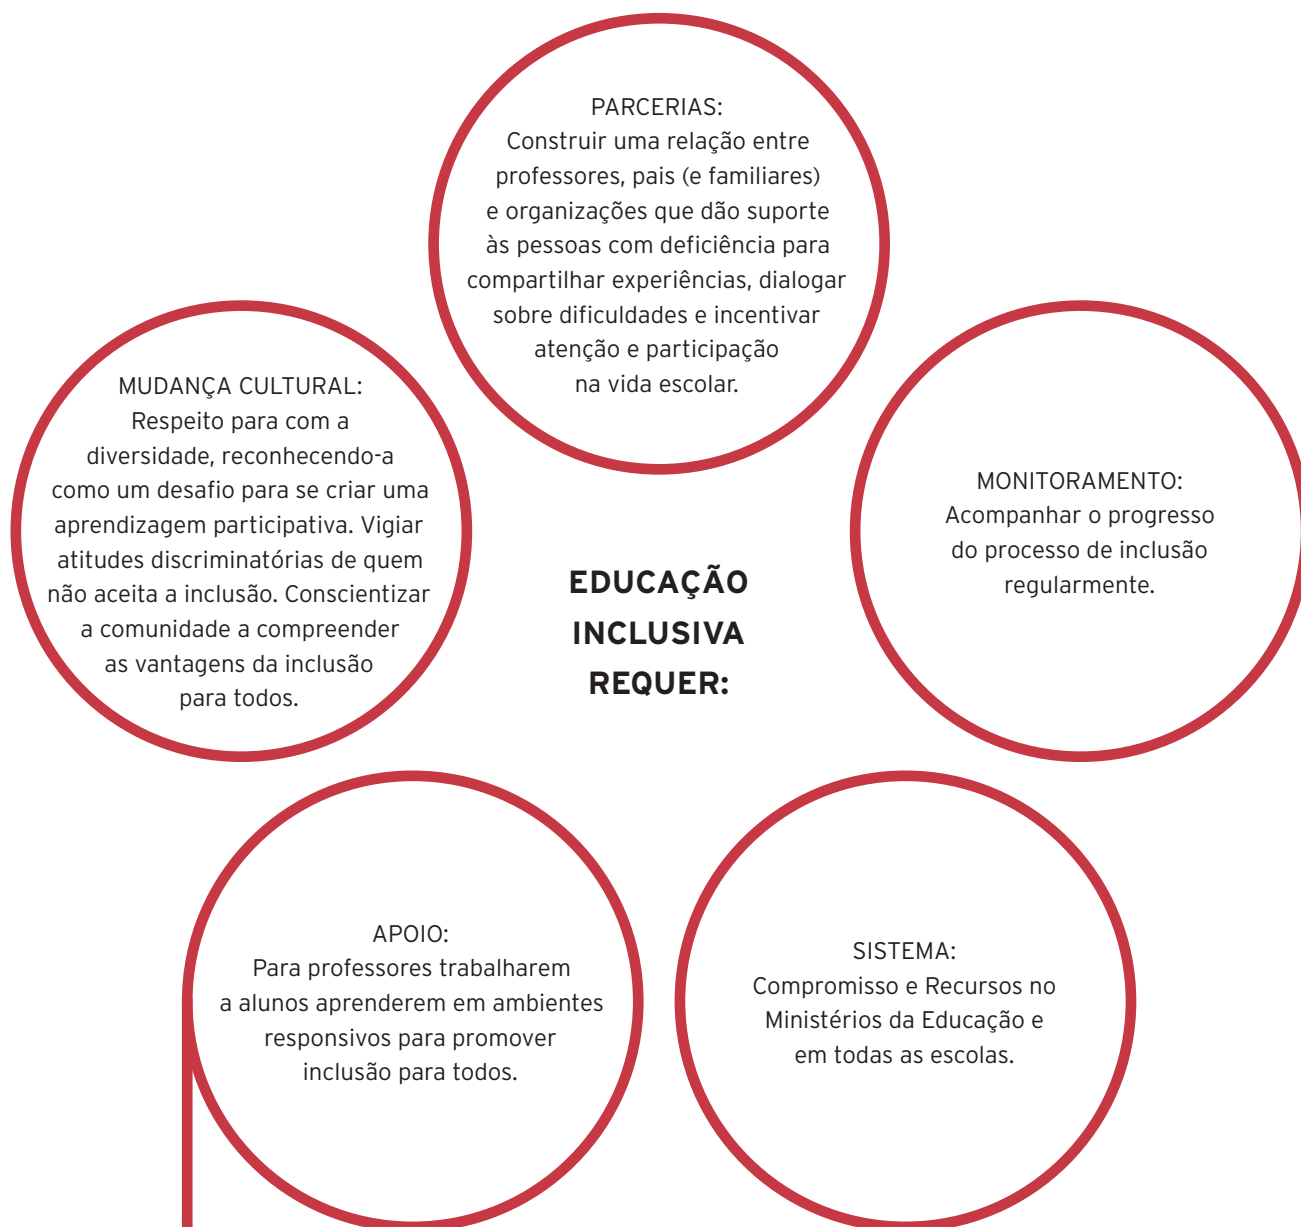 PARCERIAS:
Construir uma relação entre
professores, pais (e familiares)
e organizações que dão suporte
às pessoas com deficiência para
compartilhar experiências, dialogar
sobre dificuldades e incentivar
atenção e participação
na vida escolar.
MUDANÇA CULTURAL:
Respeito para com a
diversidade, reconhecendo-a
como um desafio para se criar uma
aprendizagem participativa. Vigiar
atitudes discriminatórias de quem
não aceita a inclusão. Conscientizar
a comunidade a compreender
as vantagens da inclusão
para todos.
EDUCAÇÃO
INCLUSIVA
REQUER:
MONITORAMENTO:
Acompanhar o progresso
do processo de inclusão
regularmente.
APOIO:
Para professores trabalharem
a alunos aprenderem em ambientes
responsivos para promover
inclusão para todos.
SISTEMA:
Compromisso e Recursos no
Ministérios da Educação e
em todas as escolas.